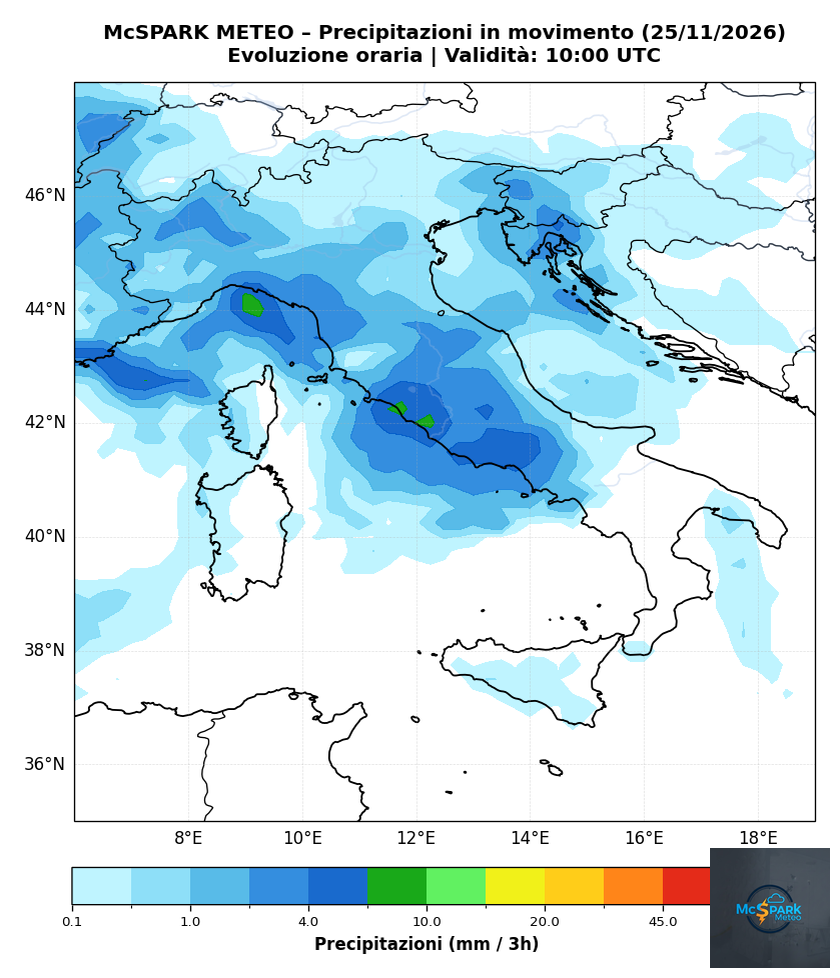 McSPARK METEO – Precipitazioni in movimento (25/11/2026)
Evoluzione oraria | Validità: 10:00 UTC
46°N
44°N
42°N
40°N
38°N
36°N
8°E 10°E 12°E 14°E 16°E 18°E
0.1 1.0 4.0 10.0 20.0 45.0
Precipitazioni (mm / 3h)
McSPARK
Meteo